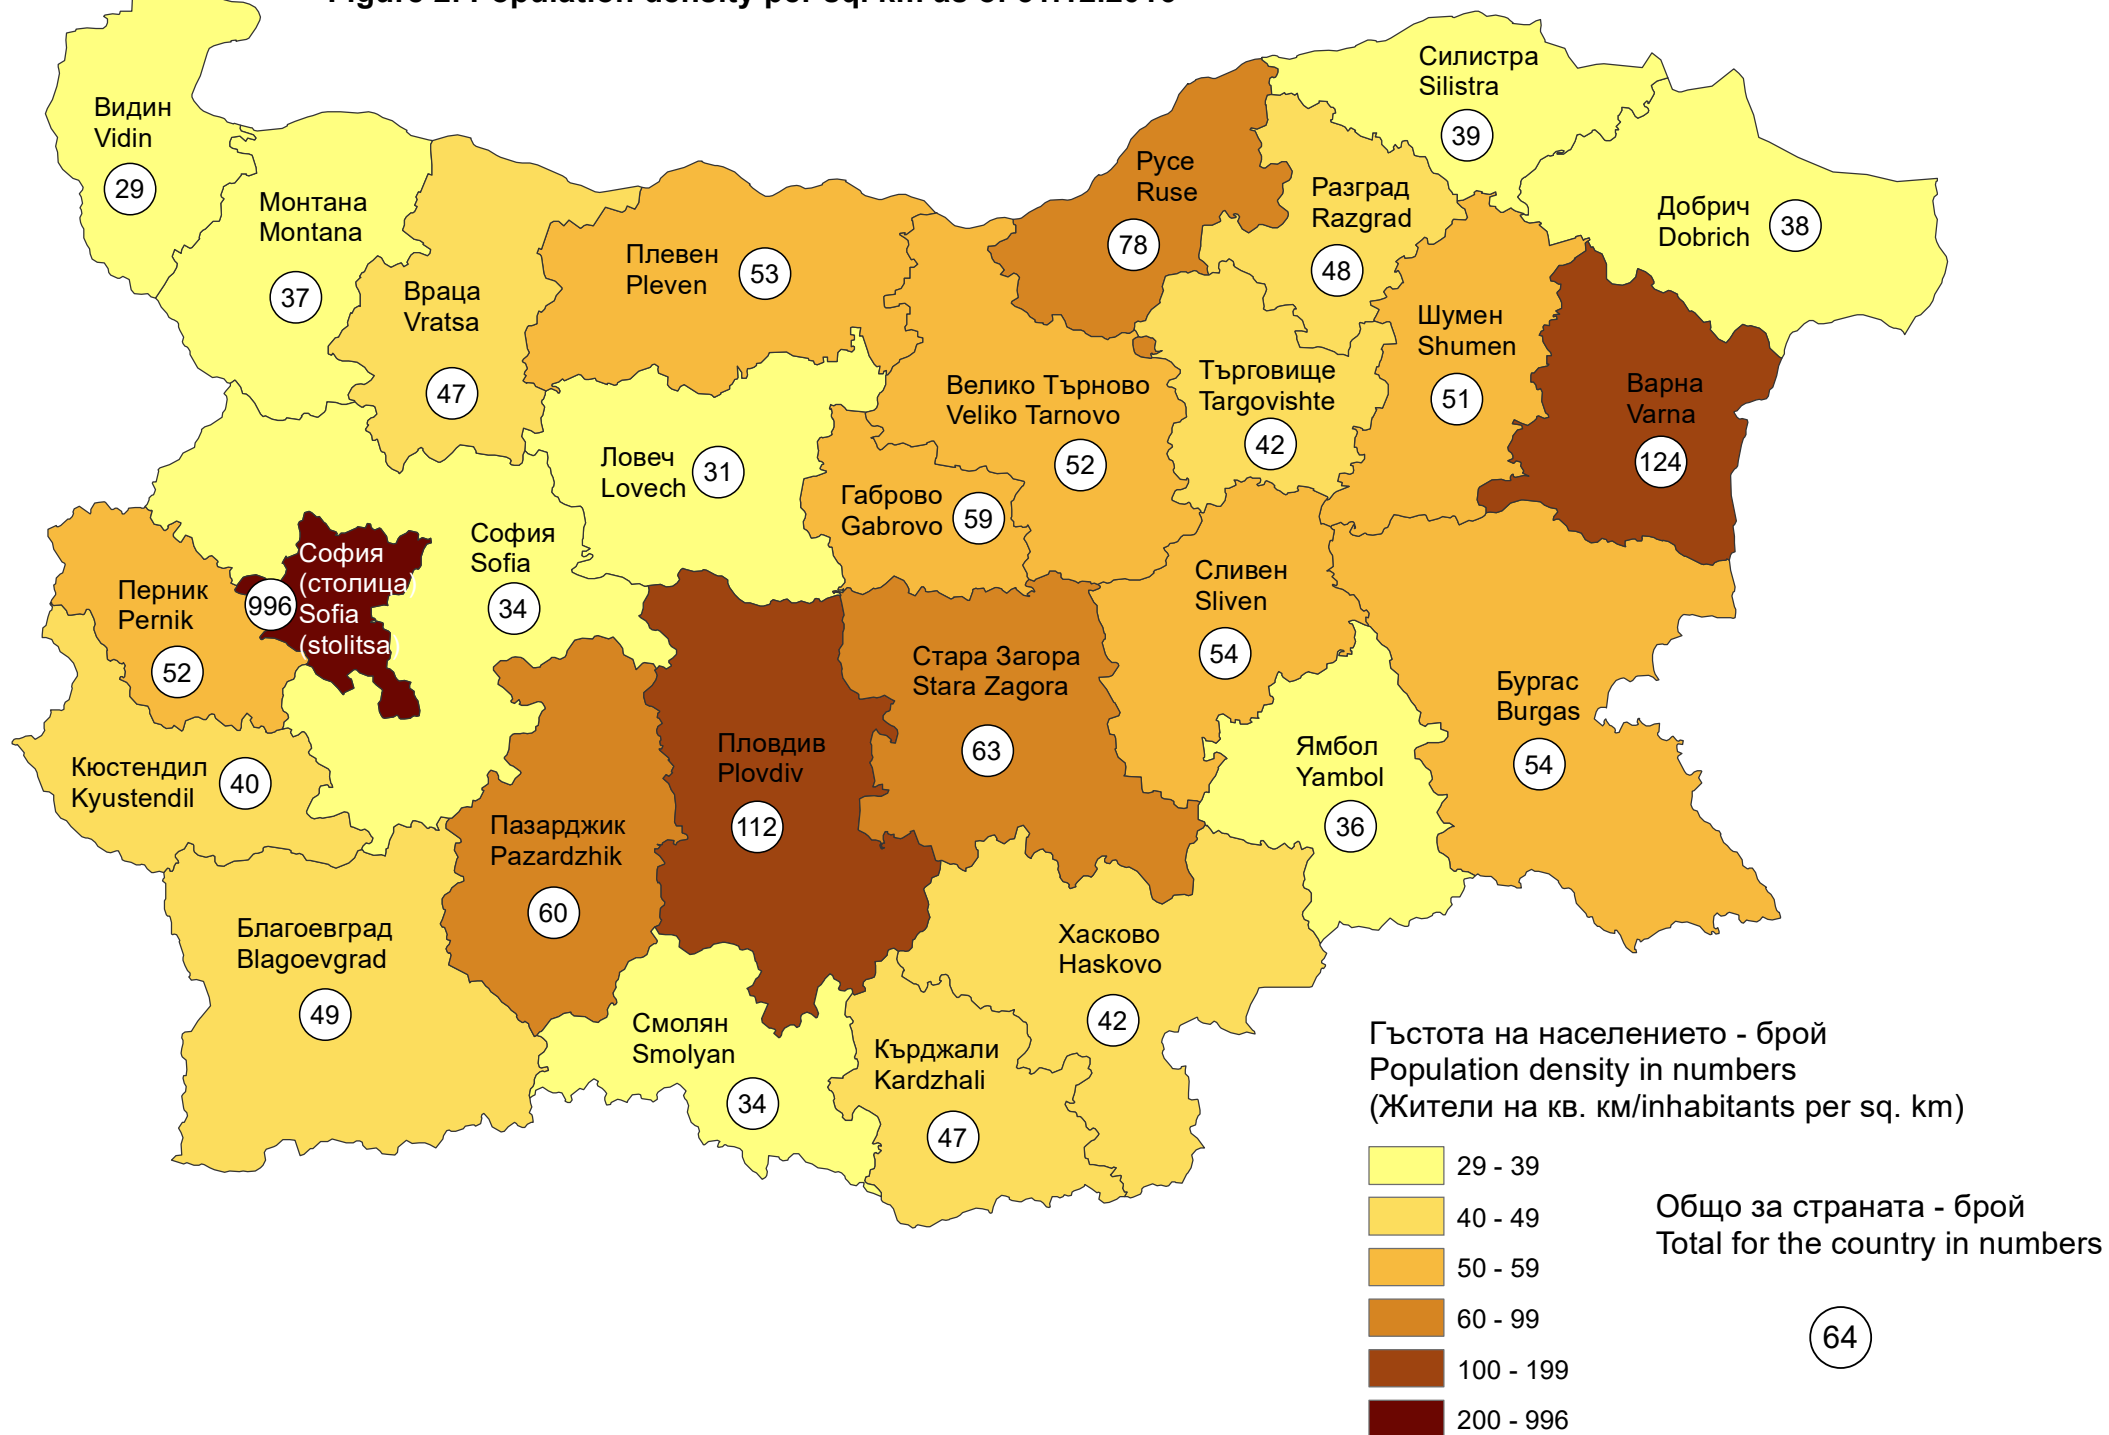 Видин
Vidin
29
Монтана
Montana
37
Враца
Vratsa
47
Плевен
Pleven
53
Русе
Ruse
78
Силистра
Silistra
39
Разград
Razgrad
48
Добрич
Dobrich
38
Шумен
Shumen
51
Варна
Varna
124
Търговище
Targovishte
42
Велико Търново
Veliko Tarnovo
52
Ловеч
Lovech
31
Габрово
Gabrovo
59
София
Sofia
34
София
(столица)
Sofia
(stolitsa)
996
Перник
Pernik
52
Сливен
Sliven
54
Стара Загора
Stara Zagora
63
Бургас
Burgas
54
Ямбол
Yambol
36
Пловдив
Plovdiv
112
Кюстендил
Kyustendil
40
Пазарджик
Pazardzhik
60
Благоевград
Blagoevgrad
49
Хасково
Haskovo
42
Смолян
Smolyan
34
Кърджали
Kardzhali
47
Гъстота на населението - брой
Population density in numbers
(Жители на кв. км/inhabitants per sq. km)
29 - 39
40 - 49
50 - 59
60 - 99
100 - 199
200 - 996
Общо за страната - брой
Total for the country in numbers
64